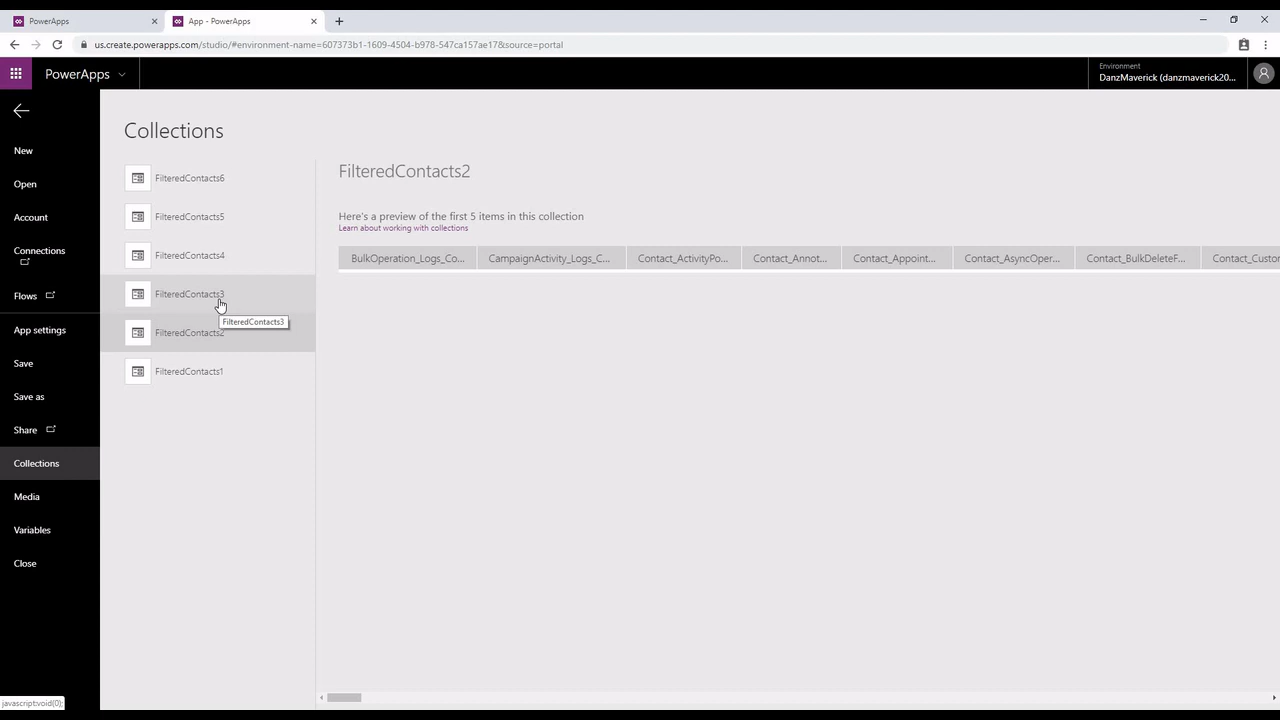 PowerApps
App - PowerApps
us.create.powerapps.com/studio/#environment-name=607373b1-1609-4504-b978-547ca157ae17&source=portal
PowerApps
Environment
DanzMaverick (danzmaverick20...
New
Open
Account
Connections
Flows
App settings
Save
Save as
Share
Collections
Media
Variables
Close
Collections
FilteredContacts6
FilteredContacts5
FilteredContacts4
FilteredContacts3
FilteredContacts3
FilteredContacts2
FilteredContacts1
FilteredContacts2
Here's a preview of the first 5 items in this collection
Learn about working with collections
BulkOperation_Logs_Co... CampaignActivity_Logs_C... Contact_ActivityPo... Contact_Annot... Contact_Appoint... Contact_AsyncOper... Contact_BulkDeleteF... Contact_Custo
javascript:void(0);